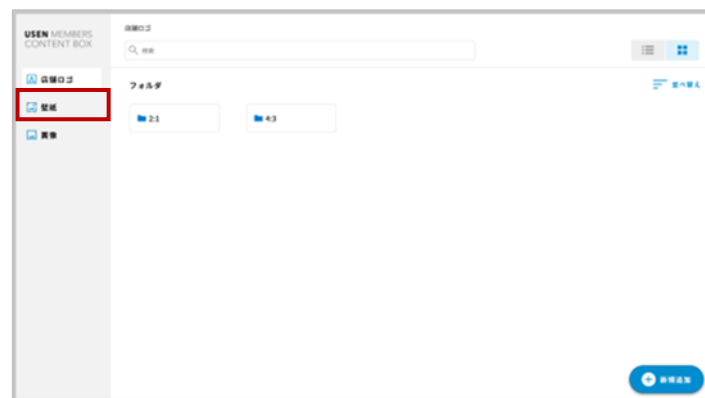 USEN MEMBERS
CONTENT BOX
店舗ロゴ
検索
店舗ロゴ
壁紙
画像
フォルダ
並べ替え
2:1
4:3
新規追加